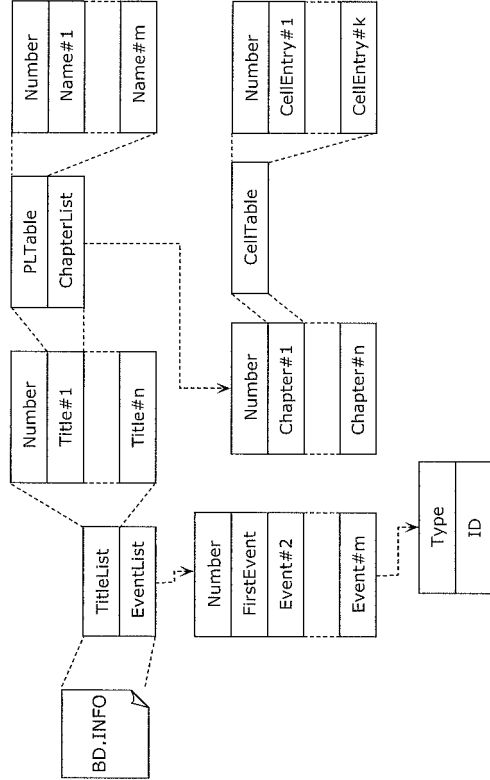 BD.INFO
TitleList
EventList
Number
Title#1
Title#n
PLTable
ChapterList
Number
Name#1
Name#m
Number
FirstEvent
Event#2
Event#m
Number
Chapter#1
Chapter#n
CellTable
Number
CellEntry#1
CellEntry#k
Type
ID